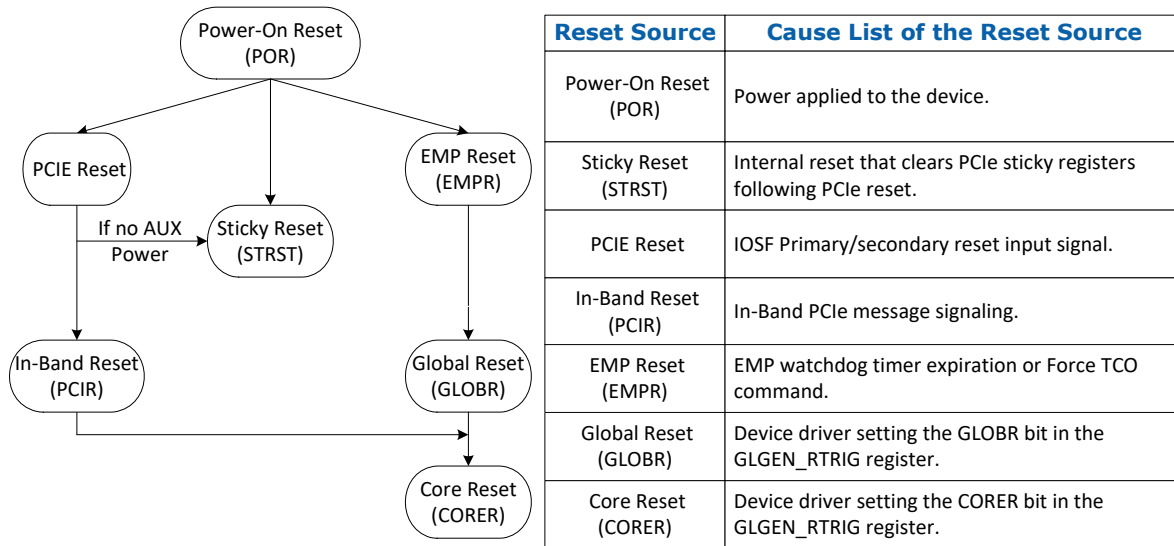 Power-On Reset
(POR)
PCIE Reset
EMP Reset
(EMPR)
If no AUX
Power
Sticky Reset
(STRST)
In-Band Reset
(PCIR)
Global Reset
(GLOBR)
Core Reset
(CORER)
Reset Source Cause List of the Reset Source
Power-On Reset
(POR)
Power applied to the device.
Sticky Reset
(STRST)
Internal reset that clears PCIe sticky registers
following PCIe reset.
PCIE Reset
IOSF Primary/secondary reset input signal.
In-Band Reset
(PCIR)
In-Band PCIe message signaling.
EMP Reset
(EMPR)
EMP watchdog timer expiration or Force TCO
command.
Global Reset
(GLOBR)
Device driver setting the GLOBR bit in the
GLGEN_RTRIG register.
Core Reset
(CORER)
Device driver setting the CORER bit in the
GLGEN_RTRIG register.